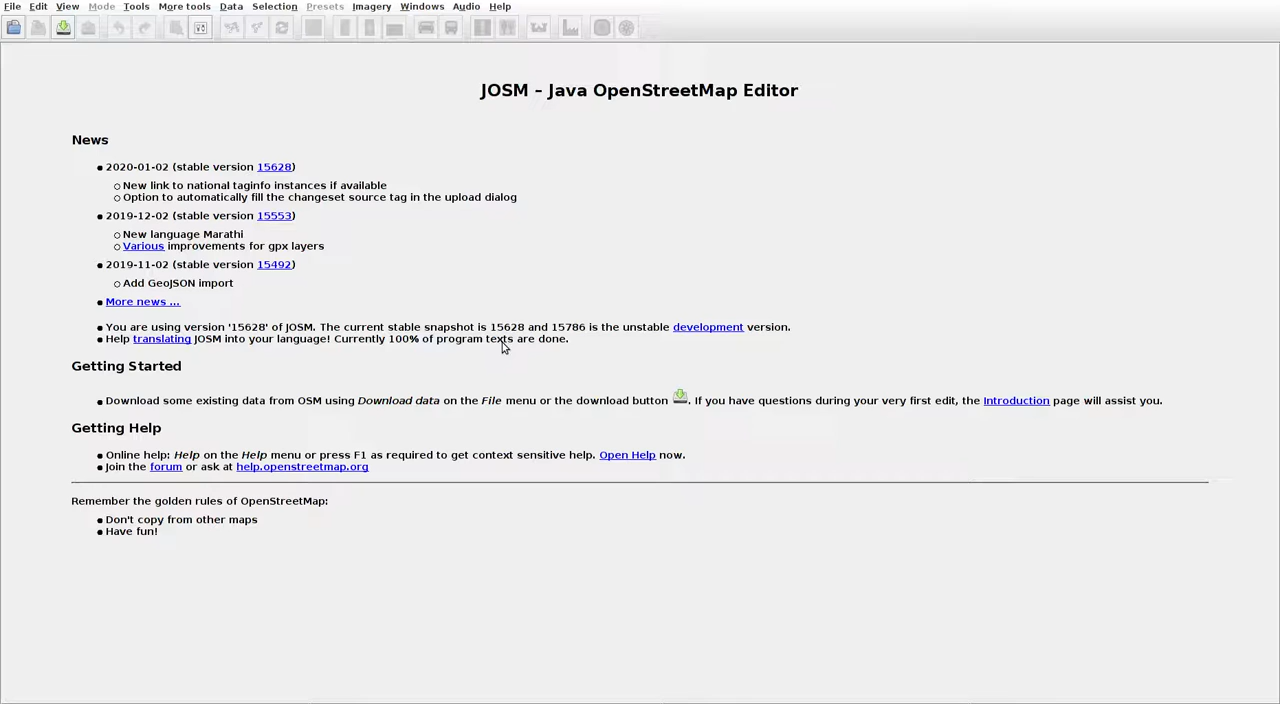 File Edit View Mode Tools More tools Data Selection Presets Imagery Windows Audio Help
JOSM – Java OpenStreetMap Editor
News
2020-01-02 (stable version 15628)
New link to national taginfo instances if available
Option to automatically fill the changeset source tag in the upload dialog
2019-12-02 (stable version 15553)
New language Marathi
Various improvements for gpx layers
2019-11-02 (stable version 15492)
Add GeoJSON import
More news ...
You are using version '15628' of JOSM. The current stable snapshot is 15628 and 15786 is the unstable development version.
Help translating JOSM into your language! Currently 100% of program texts are done.
Getting Started
Download some existing data from OSM using Download data on the File menu or the download button . If you have questions during your very first edit, the Introduction page will assist you.
Getting Help
Online help: Help on the Help menu or press F1 as required to get context sensitive help. Open Help now.
Join the forum or ask at help.openstreetmap.org
Remember the golden rules of OpenStreetMap:
Don't copy from other maps
Have fun!